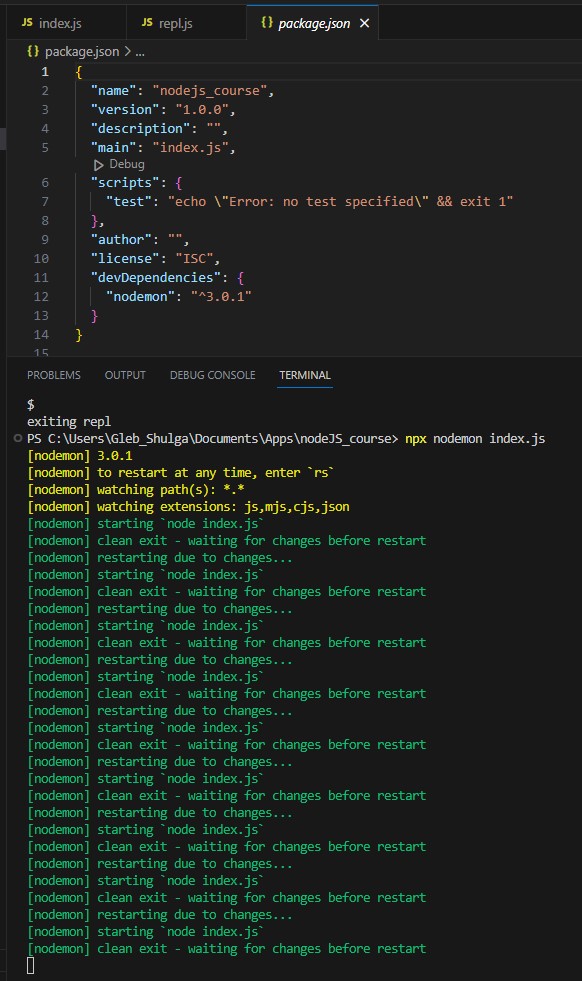 JS index.js JS repl.js {} package.json ×
{} package.json > ...
1 {
2 "name": "nodejs_course",
3 "version": "1.0.0",
4 "description": "",
5 "main": "index.js",
Debug
6 "scripts": {
7 "test": "echo \"Error: no test specified\" && exit 1"
8 },
9 "author": "",
10 "license": "ISC",
11 "devDependencies": {
12 "nodemon": "^3.0.1"
13 }
14 }
15
PROBLEMS OUTPUT DEBUG CONSOLE TERMINAL
$
exiting repl
PS C:\Users\Gleb_Shulga\Documents\Apps\nodeJS_course> npx nodemon index.js
[nodemon] 3.0.1
[nodemon] to restart at any time, enter `rs`
[nodemon] watching path(s): *.*
[nodemon] watching extensions: js,mjs,cjs,json
[nodemon] starting `node index.js`
[nodemon] clean exit - waiting for changes before restart
[nodemon] restarting due to changes...
[nodemon] starting `node index.js`
[nodemon] clean exit - waiting for changes before restart
[nodemon] restarting due to changes...
[nodemon] starting `node index.js`
[nodemon] clean exit - waiting for changes before restart
[nodemon] restarting due to changes...
[nodemon] starting `node index.js`
[nodemon] clean exit - waiting for changes before restart
[nodemon] restarting due to changes...
[nodemon] starting `node index.js`
[nodemon] clean exit - waiting for changes before restart
[nodemon] restarting due to changes...
[nodemon] starting `node index.js`
[nodemon] clean exit - waiting for changes before restart
[nodemon] restarting due to changes...
[nodemon] starting `node index.js`
[nodemon] clean exit - waiting for changes before restart
[nodemon] restarting due to changes...
[nodemon] starting `node index.js`
[nodemon] clean exit - waiting for changes before restart
[nodemon] restarting due to changes...
[nodemon] starting `node index.js`
[nodemon] clean exit - waiting for changes before restart